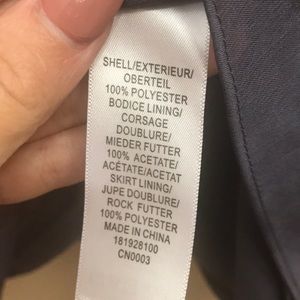 SHELL/EXTERIEUR/
OBERTEIL
100% POLYESTER
BODICE LINING/
CORSAGE
DOUBLURE/
MIEDER FUTTER
100% ACETATE/
ACÉTATE/ACETAT
SKIRT LINING/
JUPE DOUBLURE/
ROCK FUTTER
100% POLYESTER
MADE IN CHINA
181928100
CN0003